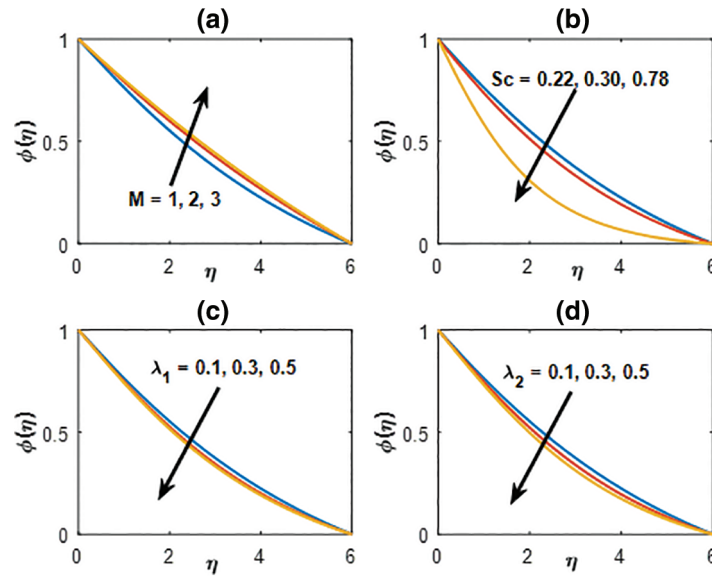 (a)
1
0.5
0
ϕ(η)
M = 1, 2, 3
0 2 4 6
η
(b)
1
0.5
0
ϕ(η)
Sc = 0.22, 0.30, 0.78
0 2 4 6
η
(c)
1
0.5
0
ϕ(η)
λ₁ = 0.1, 0.3, 0.5
0 2 4 6
η
(d)
1
0.5
0
ϕ(η)
λ₂ = 0.1, 0.3, 0.5
0 2 4 6
η